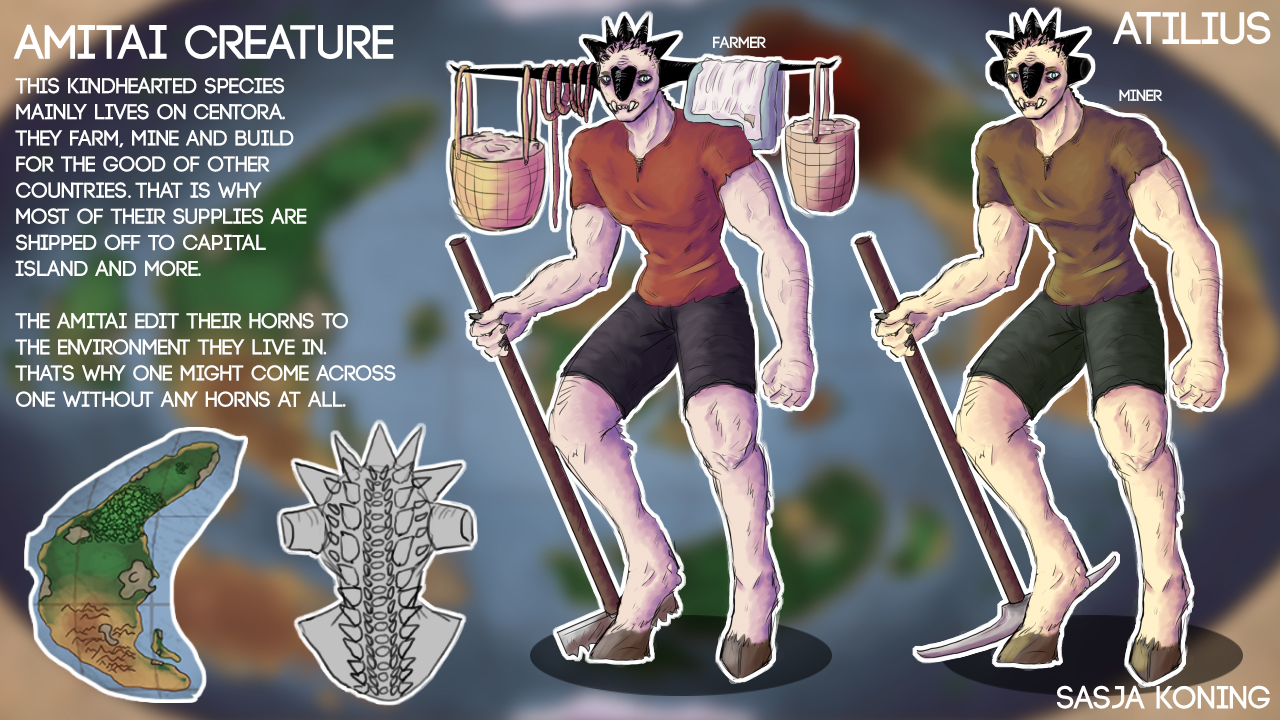 AMITAI CREATURE
THIS KINDHEARTED SPECIES
MAINLY LIVES ON CENTORA.
THEY FARM, MINE AND BUILD
FOR THE GOOD OF OTHER
COUNTRIES. THAT IS WHY
MOST OF THEIR SUPPLIES ARE
SHIPPED OFF TO CAPITAL
ISLAND AND MORE.
THE AMITAI EDIT THEIR HORNS TO
THE ENVIRONMENT THEY LIVE IN.
THATS WHY ONE MIGHT COME ACROSS
ONE WITHOUT ANY HORNS AT ALL.
FARMER
ATILIUS
MINER
SASJA KONING